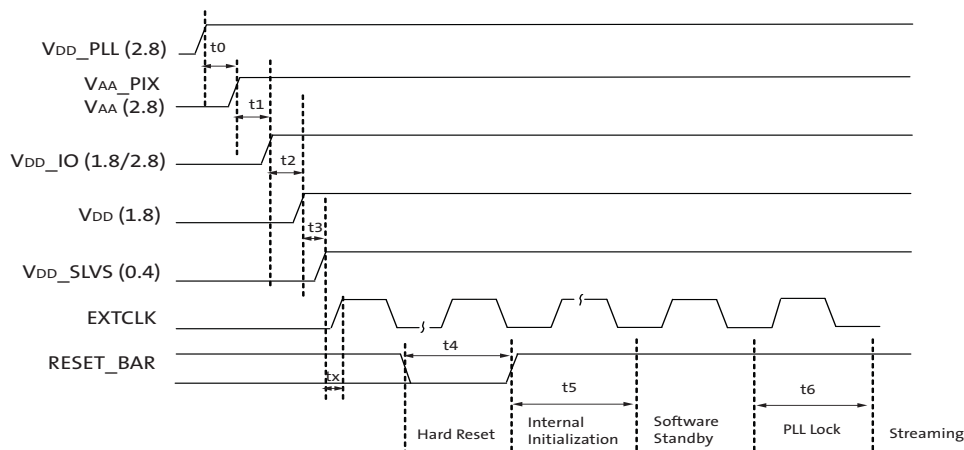 VDD_PLL (2.8)
t0
VAA_PIX
VAA (2.8)
t1
VDD_IO (1.8/2.8)
t2
VDD (1.8)
t3
VDD_SLVS (0.4)
EXTCLK
RESET_BAR
t4
tx
t5
t6
Hard Reset
Internal
Initialization
Software
Standby
PLL Lock
Streaming